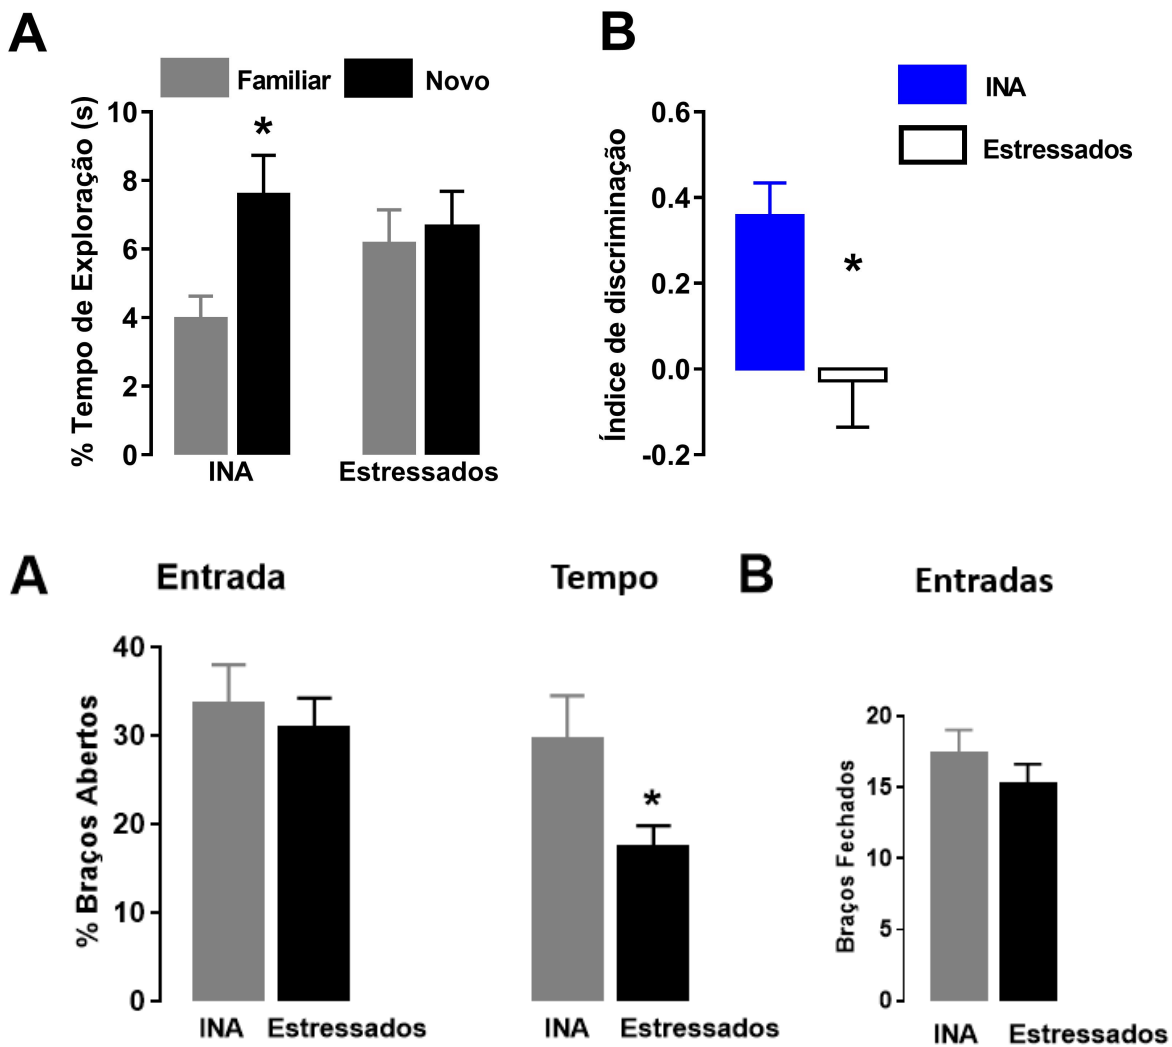 A
Familiar
Novo
% Tempo de Exploração (s)
10
8
6
4
2
0
*
INA
Estressados
B
INA
Estressados
Índice de discriminação
0.6
0.4
0.2
0.0
-0.2
*
A
Entrada
% Braços Abertos
40
30
20
10
0
INA
Estressados
Tempo
*
INA
Estressados
B
Entradas
Braços Fechados
20
15
10
5
0
INA
Estressados